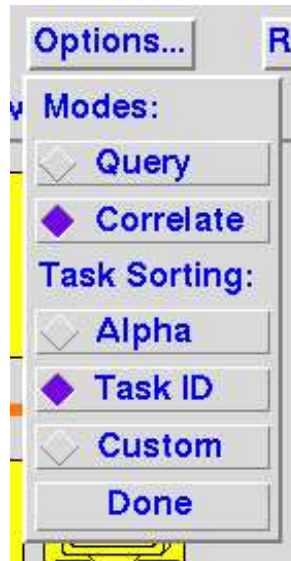 Options...
R
Modes:
Query
Correlate
Task Sorting:
Alpha
Task ID
Custom
Done